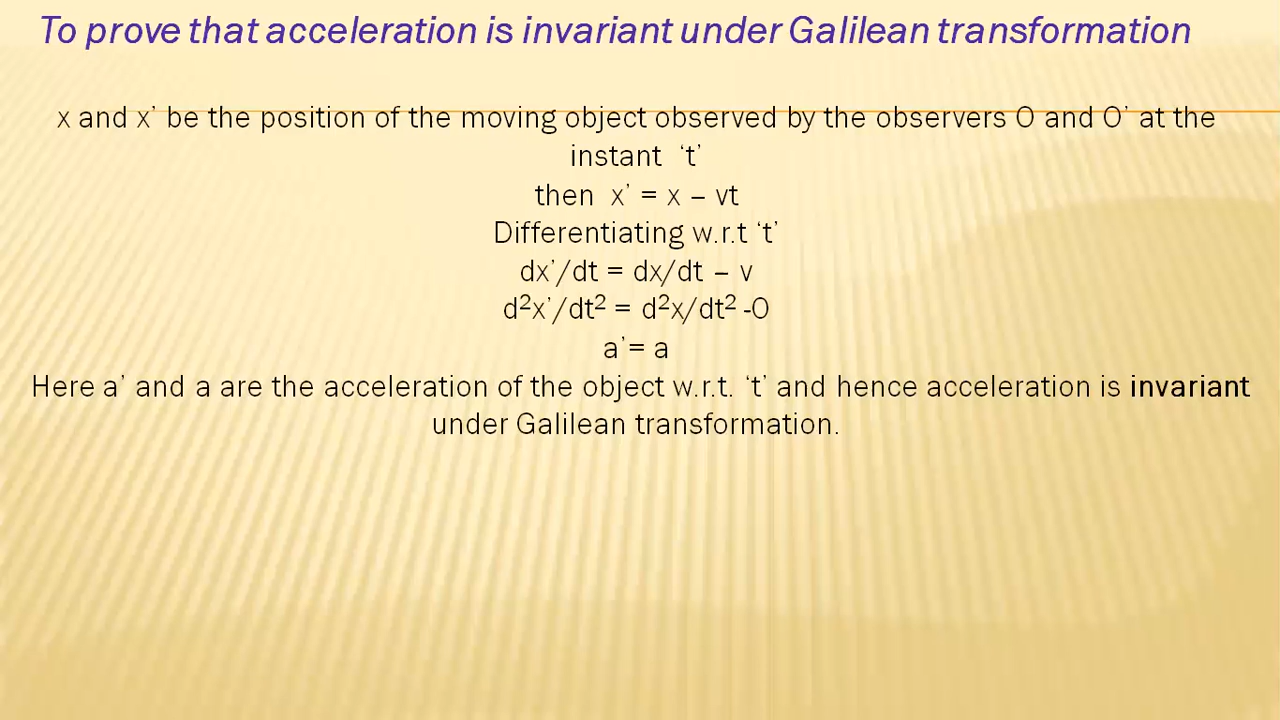 To prove that acceleration is invariant under Galilean transformation
x and x’ be the position of the moving object observed by the observers O and O’ at the
instant ‘t’
then x’ = x – vt
Differentiating w.r.t ‘t’
dx’/dt = dx/dt – v
d²x’/dt² = d²x/dt² -0
a’= a
Here a’ and a are the acceleration of the object w.r.t. ‘t’ and hence acceleration is invariant
under Galilean transformation.